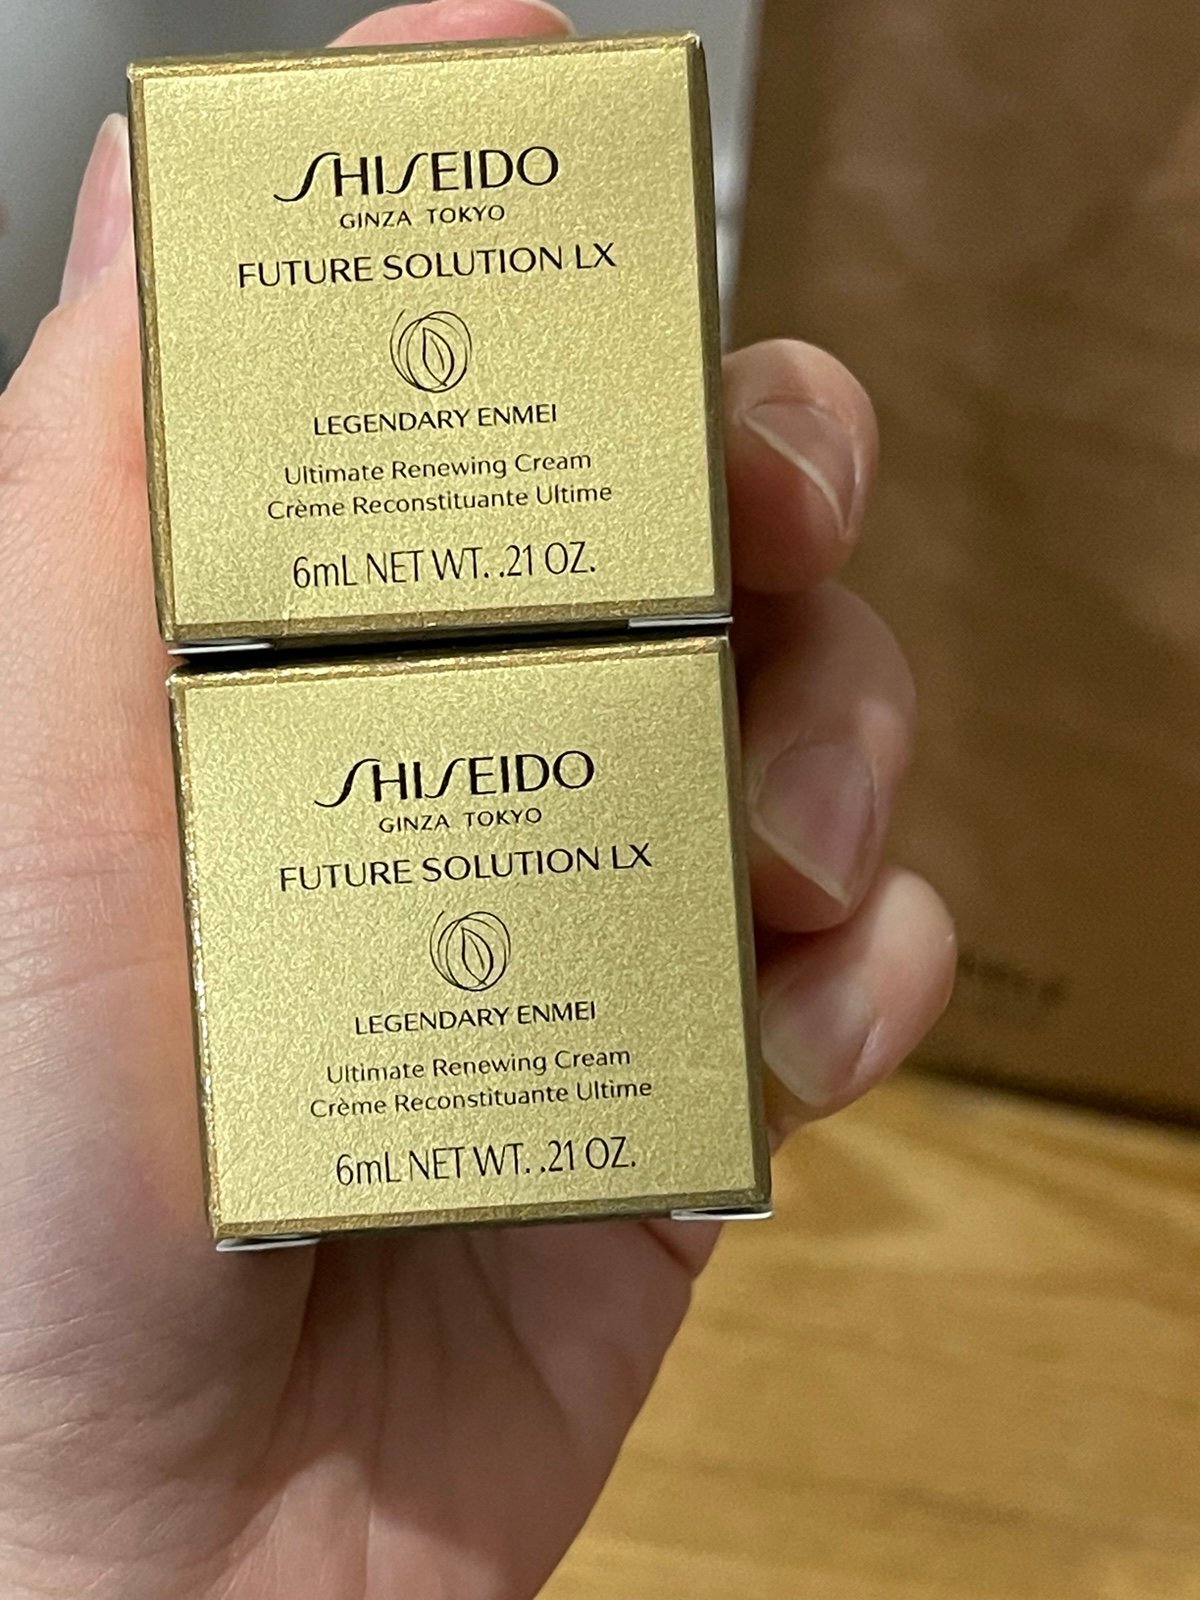 SHISEIDO
GINZA TOKYO
FUTURE SOLUTION LX
LEGENDARY ENMEI
Ultimate Renewing Cream
Crème Reconstituante Ultime
6mL NET WT. .21 OZ.
SHISEIDO
GINZA TOKYO
FUTURE SOLUTION LX
LEGENDARY ENMEI
Ultimate Renewing Cream
Crème Reconstituante Ultime
6mL NET WT. .21 OZ.